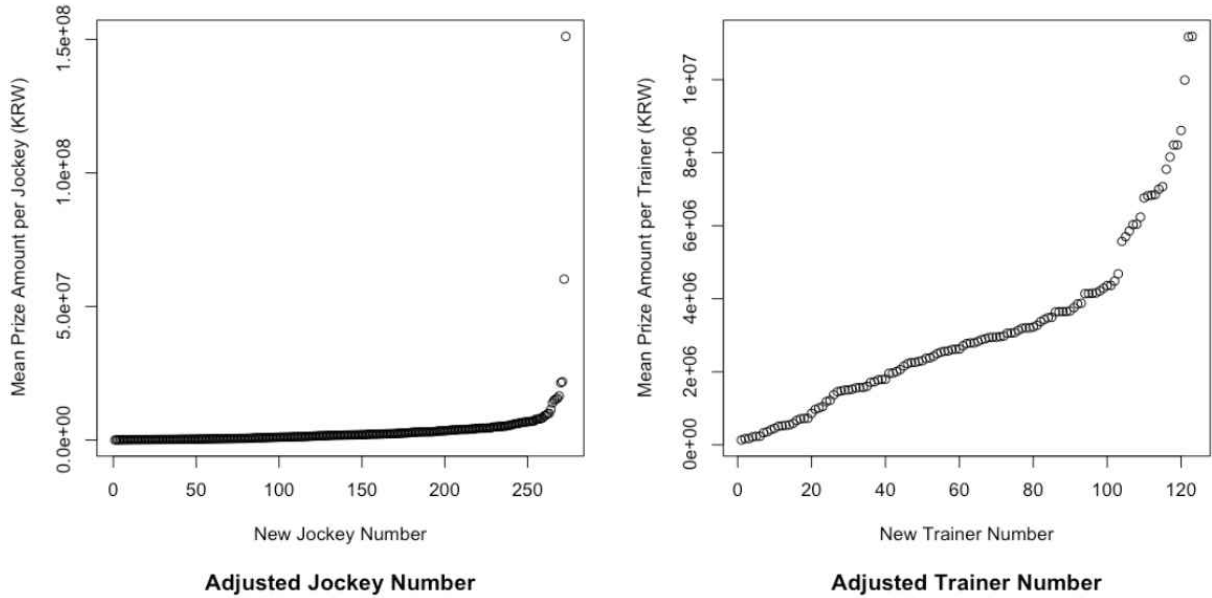 Mean Prize Amount per Jockey (KRW)
1.5e+08
1.0e+08
5.0e+07
0.0e+00
0 50 100 150 200 250
New Jockey Number
Adjusted Jockey Number
Mean Prize Amount per Trainer (KRW)
1e+07
8e+06
6e+06
4e+06
2e+06
0e+00
0 20 40 60 80 100 120
New Trainer Number
Adjusted Trainer Number